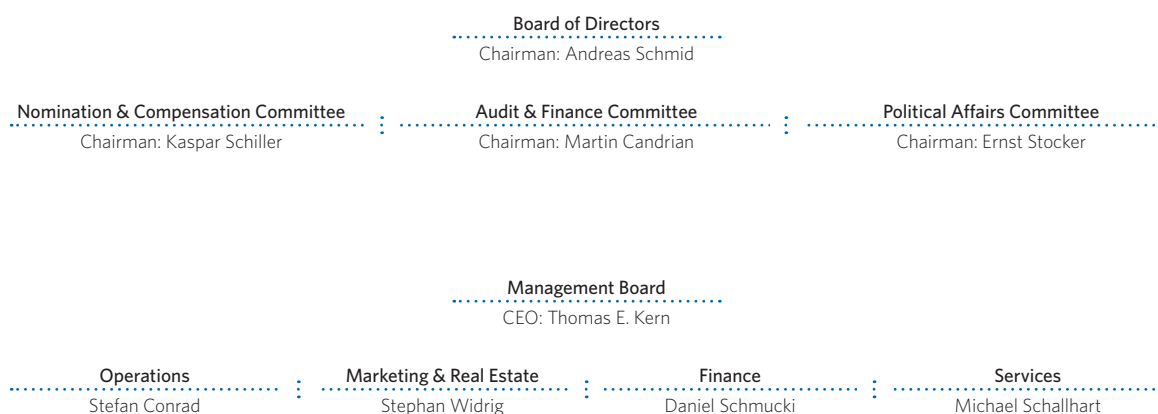 Board of Directors
Chairman: Andreas Schmid
Nomination & Compensation Committee
Chairman: Kaspar Schiller
Audit & Finance Committee
Chairman: Martin Candrian
Political Affairs Committee
Chairman: Ernst Stocker
Management Board
CEO: Thomas E. Kern
Operations
Stefan Conrad
Marketing & Real Estate
Stephan Widrig
Finance
Daniel Schmucki
Services
Michael Schallhart